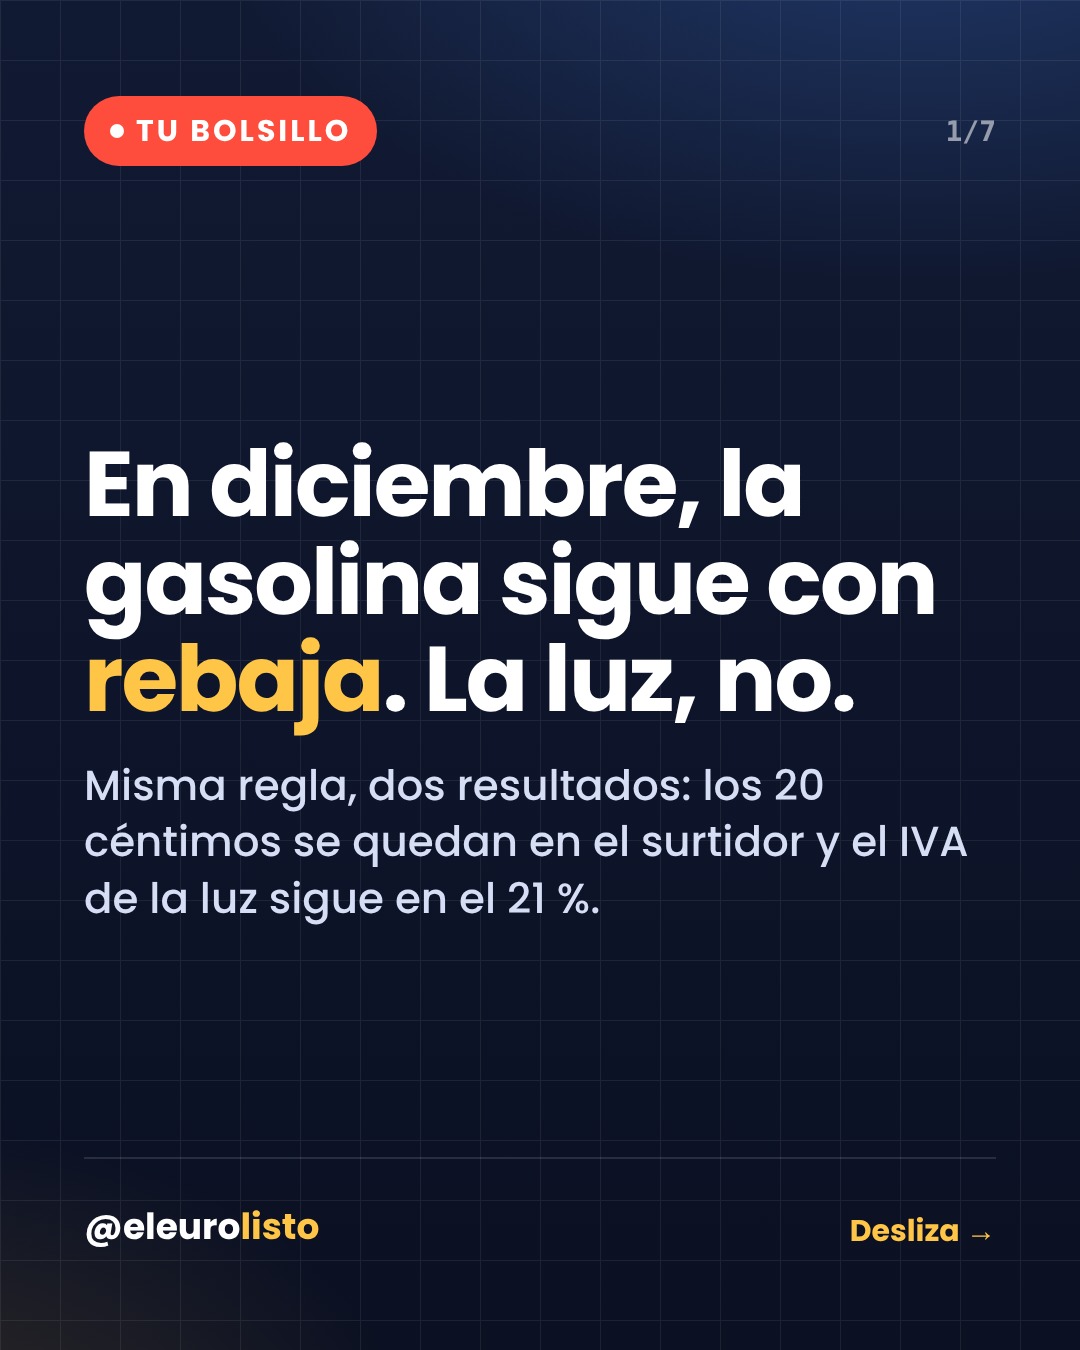 TU BOLSILLO
1/7
En diciembre, la
gasolina sigue con
rebaja. La luz, no.
Misma regla, dos resultados: los 20
céntimos se quedan en el surtidor y el IVA
de la luz sigue en el 21 %.
@eleurolisto
Desliza →